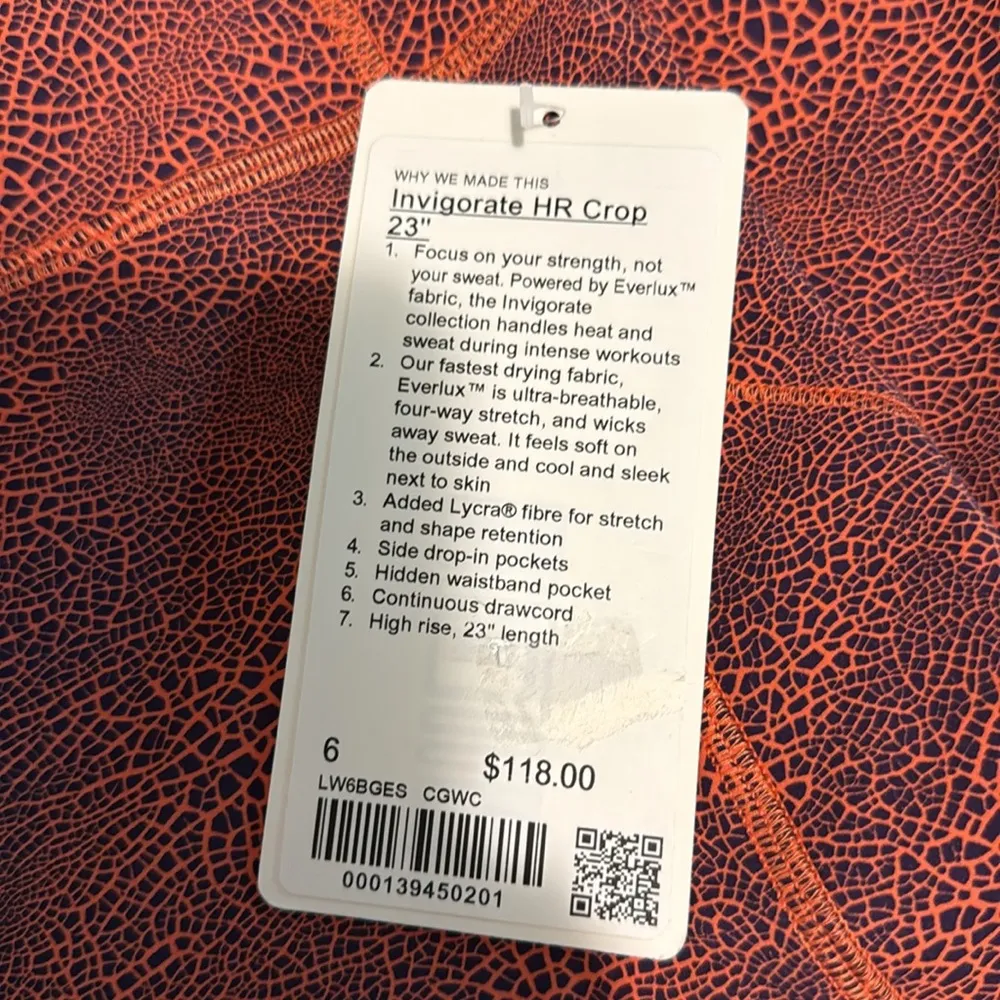 WHY WE MADE THIS
Invigorate HR Crop
23"
1. Focus on your strength, not
your sweat. Powered by Everlux™
fabric, the Invigorate
collection handles heat and
sweat during intense workouts
2. Our fastest drying fabric,
Everlux™ is ultra-breathable,
four-way stretch, and wicks
away sweat. It feels soft on
the outside and cool and sleek
next to skin
3. Added Lycra® fibre for stretch
and shape retention
4. Side drop-in pockets
5. Hidden waistband pocket
6. Continuous drawcord
7. High rise, 23" length
6 $118.00
LW6BGES CGWC
000139450201